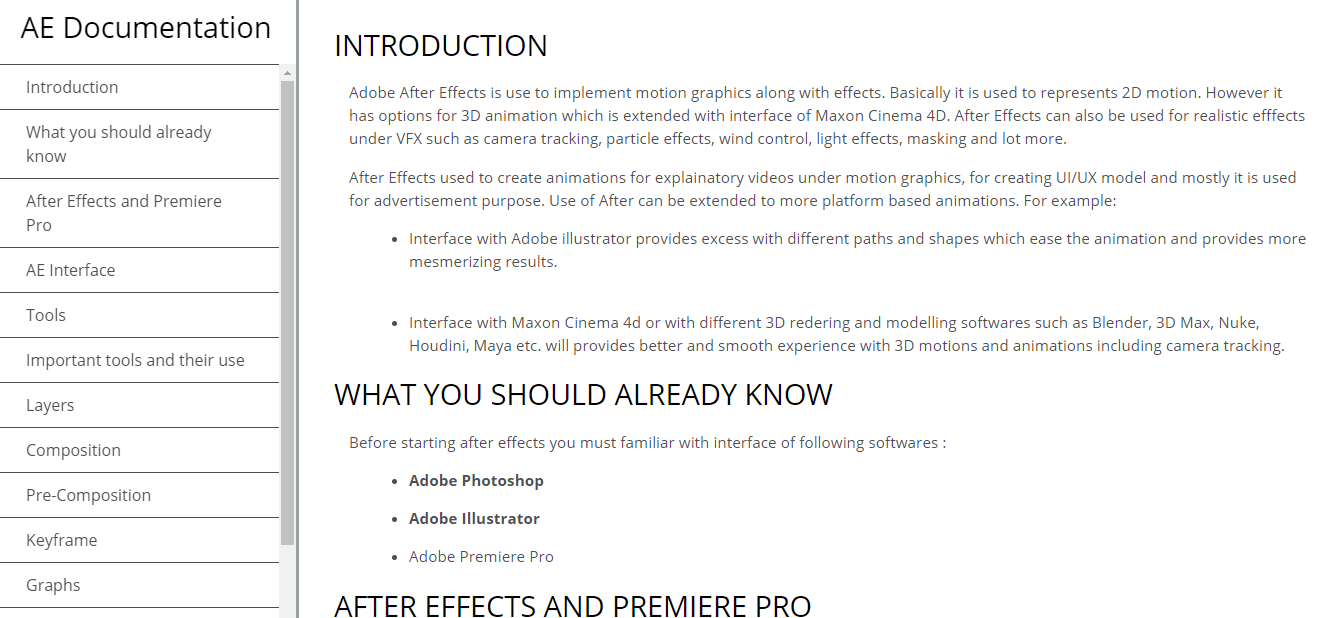 AE Documentation
Introduction
What you should already
know
After Effects and Premiere
Pro
AE Interface
Tools
Important tools and their use
Layers
Composition
Pre-Composition
Keyframe
Graphs
INTRODUCTION
Adobe After Effects is use to implement motion graphics along with effects. Basically it is used to represents 2D motion. However it
has options for 3D animation which is extended with interface of Maxon Cinema 4D. After Effects can also be used for realistic efffects
under VFX such as camera tracking, particle effects, wind control, light effects, masking and lot more.
After Effects used to create animations for explainatory videos under motion graphics, for creating UI/UX model and mostly it is used
for advertisement purpose. Use of After can be extended to more platform based animations. For example:
• Interface with Adobe illustrator provides excess with different paths and shapes which ease the animation and provides more
mesmerizing results.
• Interface with Maxon Cinema 4d or with different 3D redering and modelling softwares such as Blender, 3D Max, Nuke,
Houdini, Maya etc. will provides better and smooth experience with 3D motions and animations including camera tracking.
WHAT YOU SHOULD ALREADY KNOW
Before starting after effects you must familiar with interface of following softwares :
• Adobe Photoshop
• Adobe Illustrator
• Adobe Premiere Pro
AFTER EFFECTS AND PREMIERE PRO